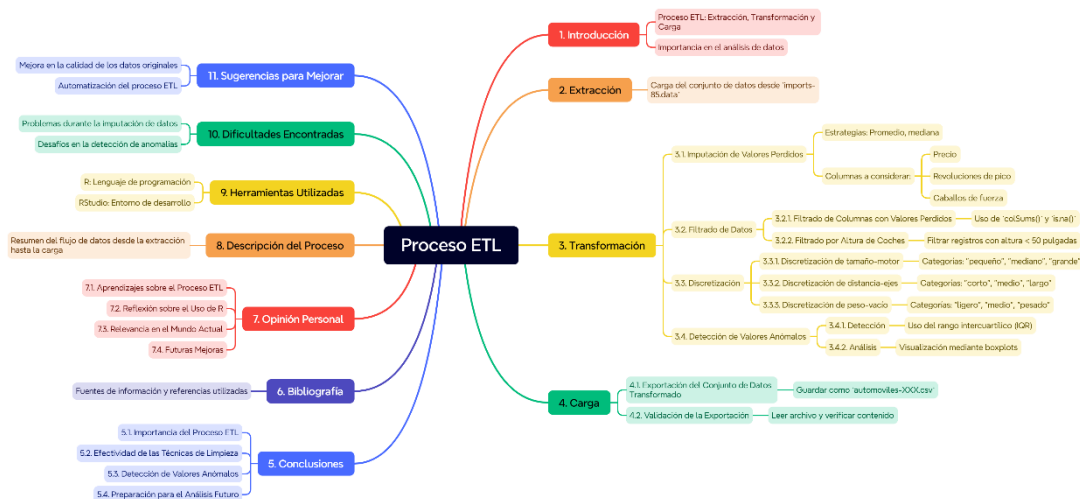 Proceso ETL
1. Introducción
Proceso ETL: Extracción, Transformación y
Carga
Importancia en el análisis de datos
2. Extracción
Carga del conjunto de datos desde 'imports-
85.data'
3. Transformación
3.1. Imputación de Valores Perdidos
Estrategias: Promedio, mediana
Columnas a considerar:
Precio
Revoluciones de pico
Caballos de fuerza
3.2. Filtrado de Datos
3.2.1. Filtrado de Columnas con Valores Perdidos
Uso de 'colSums()' y 'is.na()'
3.2.2. Filtrado por Altura de Coches
Filtrar registros con altura < 50 pulgadas
3.3. Discretización
3.3.1. Discretización de tamaño-motor
Categorías: "pequeño", "mediano", "grande"
3.3.2. Discretización de distancia-ejes
Categorías: "corto", "medio", "largo"
3.3.3. Discretización de peso-vacío
Categorías: "ligero", "medio", "pesado"
3.4. Detección de Valores Anómalos
3.4.1. Detección
Uso del rango intercuartílico (IQR)
3.4.2. Análisis
Visualización mediante boxplots
4. Carga
4.1. Exportación del Conjunto de Datos
Transformado
Guardar como 'automoviles-XXX.csv'
4.2. Validación de la Exportación
Leer archivo y verificar contenido
5. Conclusiones
5.1. Importancia del Proceso ETL
5.2. Efectividad de las Técnicas de Limpieza
5.3. Detección de Valores Anómalos
5.4. Preparación para el Análisis Futuro
6. Bibliografía
Fuentes de información y referencias utilizadas
7. Opinión Personal
7.1. Aprendizajes sobre el Proceso ETL
7.2. Reflexión sobre el Uso de R
7.3. Relevancia en el Mundo Actual
7.4. Futuras Mejoras
8. Descripción del Proceso
Resumen del flujo de datos desde la extracción
hasta la carga
9. Herramientas Utilizadas
R: Lenguaje de programación
RStudio: Entorno de desarrollo
10. Dificultades Encontradas
Problemas durante la imputación de datos
Desafíos en la detección de anomalías
11. Sugerencias para Mejorar
Mejora en la calidad de los datos originales
Automatización del proceso ETL